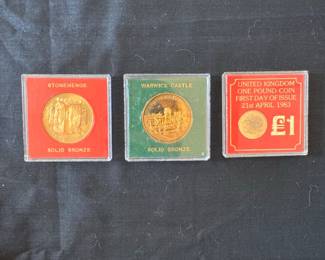 STONEHENGE
SOLID BRONZE
WARWICK CASTLE
SOLID BRONZE
UNITED KINGDOM
ONE POUND COIN
FIRST DAY OF ISSUE
21st APRIL 1983
£1